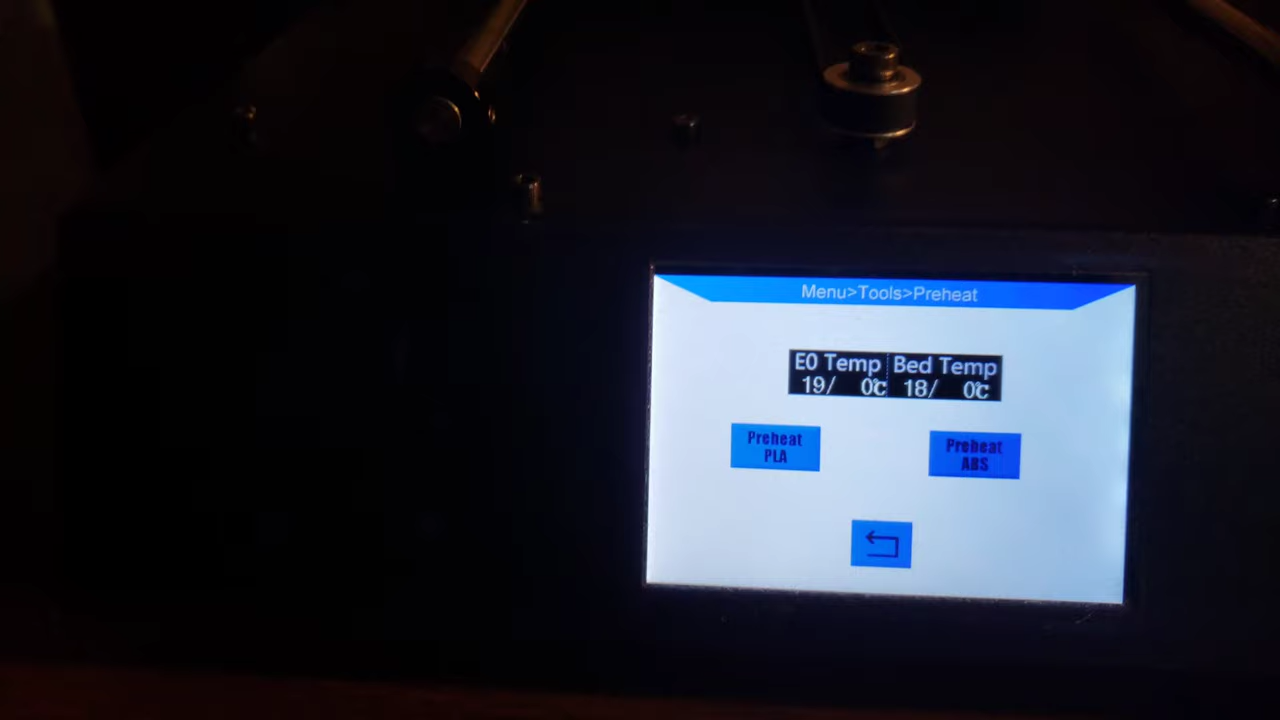 Menu>Tools>Preheat
E0 Temp Bed Temp
19/ 0℃ 18/ 0℃
Preheat
PLA
Preheat
ABS